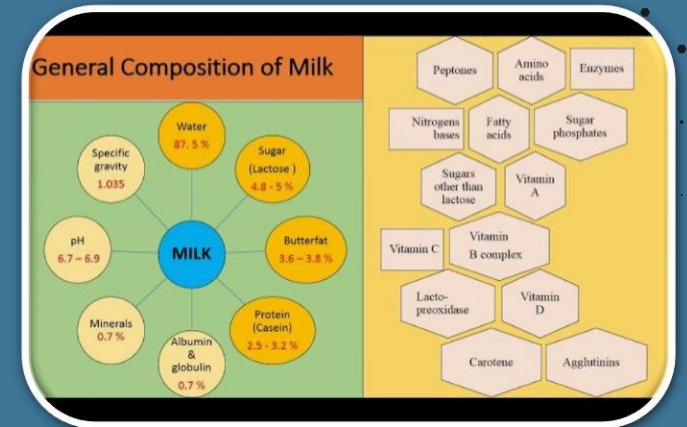 General Composition of Milk
Water
87. 5 %
Sugar
(Lactose )
4.8 - 5 %
Butterfat
3.6 – 3.8 %
Protein
(Casein)
2.5 - 3.2 %
Albumin
&
globulin
0.7 %
Minerals
0.7 %
pH
6.7 – 6.9
Specific
gravity
1.035
MILK
Peptones
Amino
acids
Enzymes
Nitrogens
bases
Fatty
acids
Sugar
phosphates
Sugars
other than
lactose
Vitamin
A
Vitamin C
Vitamin
B complex
Lacto-
preoxidase
Vitamin
D
Carotene
Agglutinins